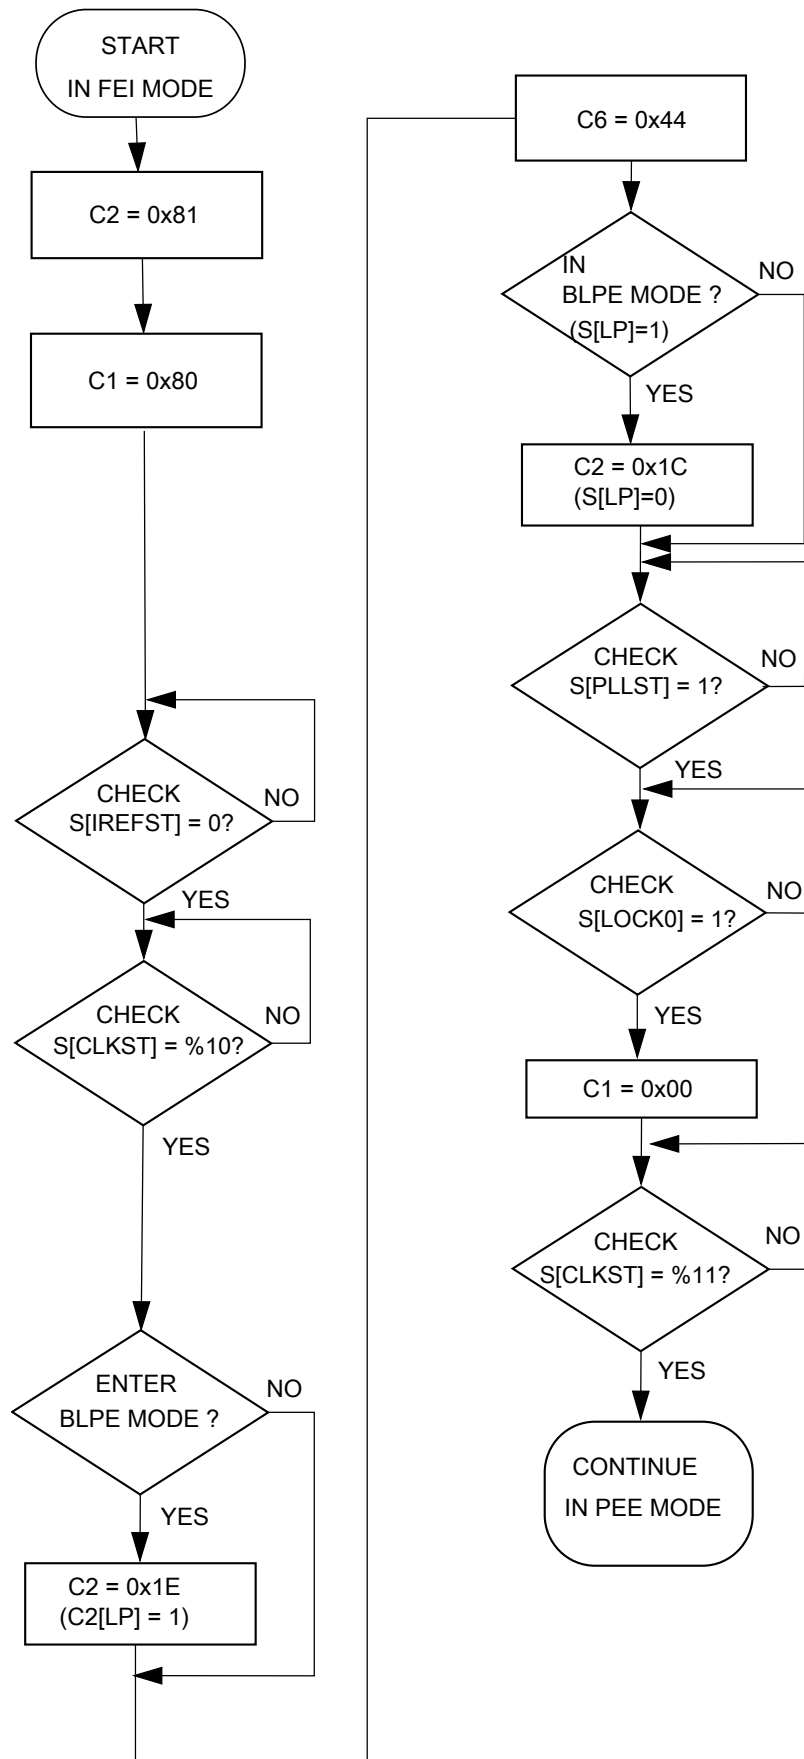 START
IN FEI MODE
C2 = 0x81
C1 = 0x80
CHECK
S[IREFST] = 0?
NO
YES
CHECK
S[CLKST] = %10?
NO
YES
ENTER
BLPE MODE ?
NO
YES
C2 = 0x1E
(C2[LP] = 1)
C6 = 0x44
IN
BLPE MODE ?
(S[LP]=1)
NO
YES
C2 = 0x1C
(S[LP]=0)
CHECK
S[PLLST] = 1?
NO
YES
CHECK
S[LOCK0] = 1?
NO
YES
C1 = 0x00
CHECK
S[CLKST] = %11?
NO
YES
CONTINUE
IN PEE MODE